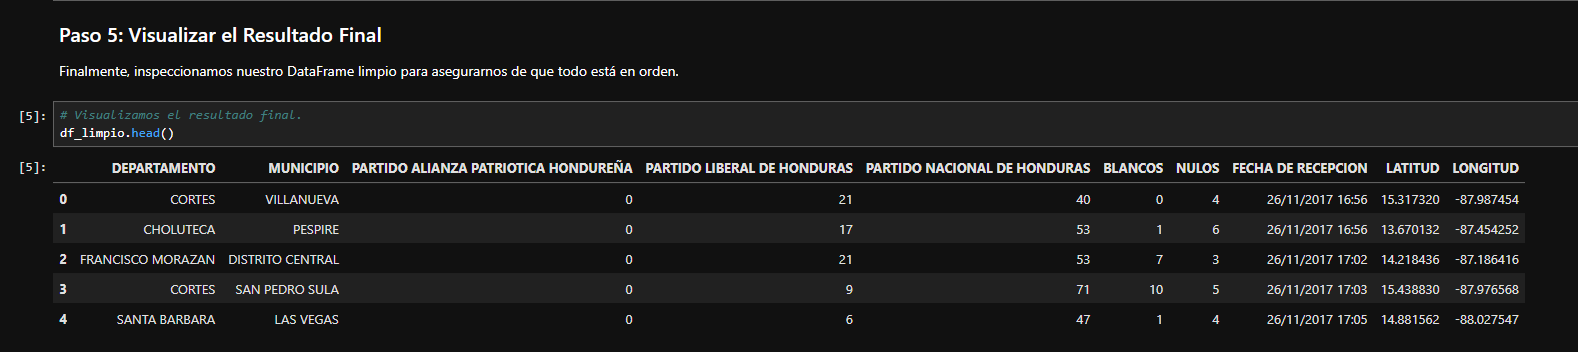 Paso 5: Visualizar el Resultado Final
Finalmente, inspeccionamos nuestro DataFrame limpio para asegurarnos de que todo está en orden.
[5]: # Visualizamos el resultado final.
df_limpio.head()
[5]: DEPARTAMENTO MUNICIPIO PARTIDO ALIANZA PATRIOTICA HONDUREÑA PARTIDO LIBERAL DE HONDURAS PARTIDO NACIONAL DE HONDURAS BLANCOS NULOS FECHA DE RECEPCION LATITUD LONGITUD
0 CORTES VILLANUEVA 0 21 40 0 4 26/11/2017 16:56 15.317320 -87.987454
1 CHOLUTECA PESPIRE 0 17 53 1 6 26/11/2017 16:56 13.670132 -87.454252
2 FRANCISCO MORAZAN DISTRITO CENTRAL 0 21 53 7 3 26/11/2017 17:02 14.218436 -87.186416
3 CORTES SAN PEDRO SULA 0 9 71 10 5 26/11/2017 17:03 15.438830 -87.976568
4 SANTA BARBARA LAS VEGAS 0 6 47 1 4 26/11/2017 17:05 14.881562 -88.027547